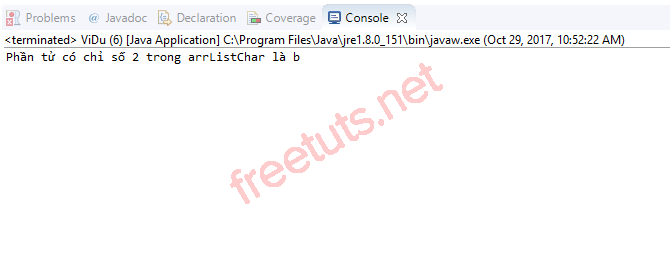 Problems @ Javadoc Declaration Coverage Console
<terminated> ViDu (6) [Java Application] C:\Program Files\Java\jre1.8.0_151\bin\javaw.exe (Oct 29, 2017, 10:52:22 AM)
Phần tử có chỉ số 2 trong arrListChar là b
freetuts.net